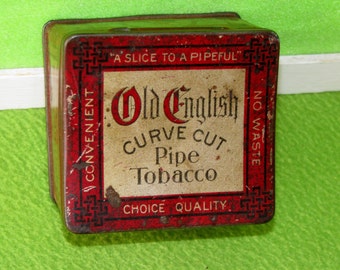 "A SLICE TO A PIPEFUL"
CONVENIENT
Old English
CURVE CUT
Pipe
Tobacco
NO WASTE
CHOICE QUALITY